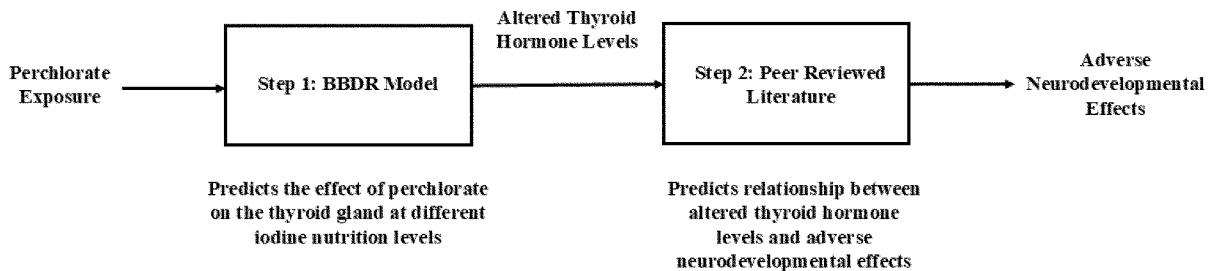 Altered Thyroid
Hormone Levels
Perchlorate
Exposure
Step 1: BBDR Model
Step 2: Peer Reviewed
Literature
Adverse
Neurodevelopmental
Effects
Predicts the effect of perchlorate
on the thyroid gland at different
iodine nutrition levels
Predicts relationship between
altered thyroid hormone
levels and adverse
neurodevelopmental effects